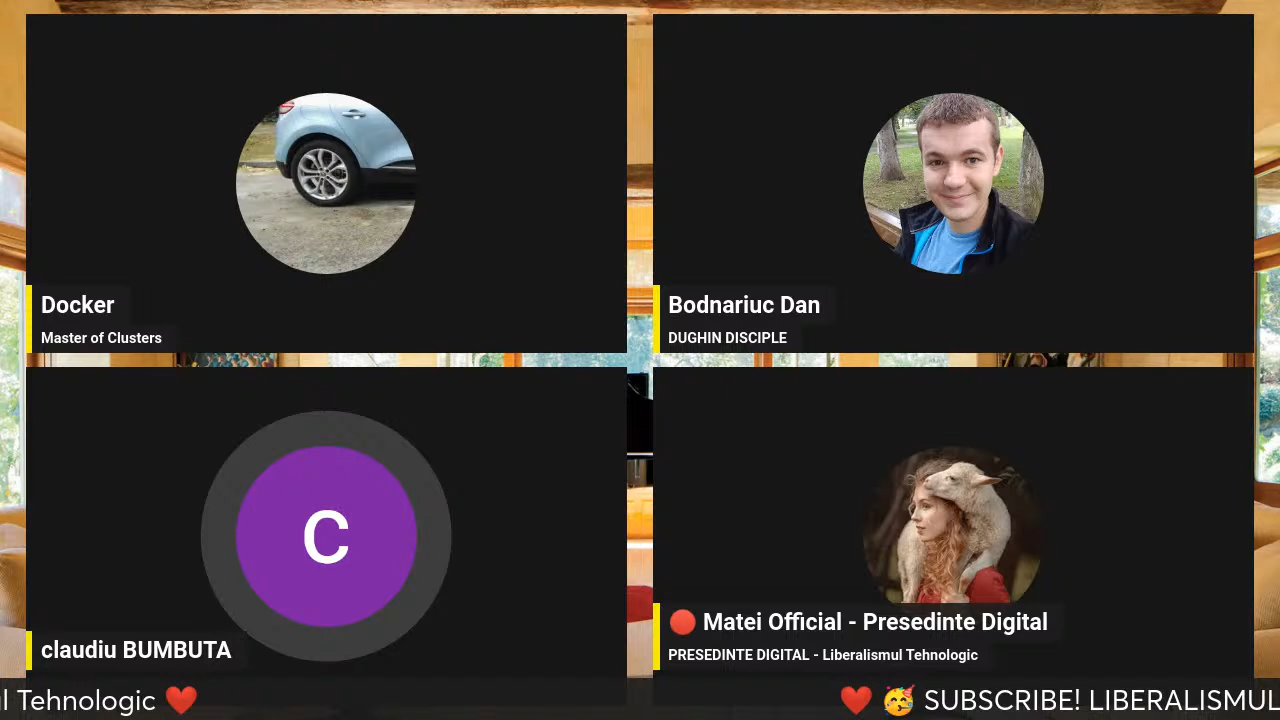 Docker
Master of Clusters
Bodnariuc Dan
DUGHIN DISCIPLE
C
claudiu BUMBUTA
🔴 Matei Official - Presedinte Digital
PRESEDINTE DIGITAL - Liberalismul Tehnologic
l Tehnologic ❤️ ❤️ 🥳 SUBSCRIBE! LIBERALISMUL